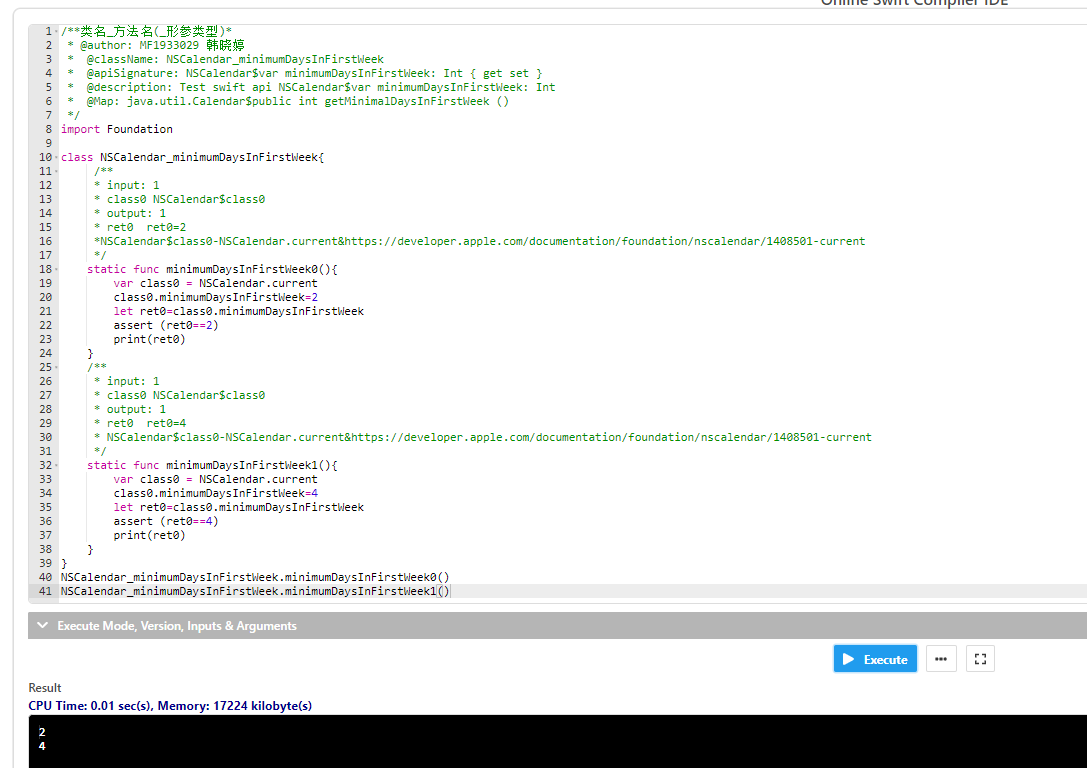 Online Swift Compiler IDE
1 /**类名_方法名(_形参类型)*
2 * @author: MF1933029 韩晓婷
3 *  @className: NSCalendar_minimumDaysInFirstWeek
4 *  @apiSignature: NSCalendar$var minimumDaysInFirstWeek: Int { get set }
5 *  @description: Test swift api NSCalendar$var minimumDaysInFirstWeek: Int
6 *  @Map: java.util.Calendar$public int getMinimalDaysInFirstWeek ()
7 */
8 import Foundation
9
10 class NSCalendar_minimumDaysInFirstWeek{
11 /**
12 * input: 1
13 * class0 NSCalendar$class0
14 * output: 1
15 * ret0  ret0=2
16 *NSCalendar$class0-NSCalendar.current&https://developer.apple.com/documentation/foundation/nscalendar/1408501-current
17 */
18 static func minimumDaysInFirstWeek0(){
19 var class0 = NSCalendar.current
20 class0.minimumDaysInFirstWeek=2
21 let ret0=class0.minimumDaysInFirstWeek
22 assert (ret0==2)
23 print(ret0)
24 }
25 /**
26 * input: 1
27 * class0 NSCalendar$class0
28 * output: 1
29 * ret0  ret0=4
30 * NSCalendar$class0-NSCalendar.current&https://developer.apple.com/documentation/foundation/nscalendar/1408501-current
31 */
32 static func minimumDaysInFirstWeek1(){
33 var class0 = NSCalendar.current
34 class0.minimumDaysInFirstWeek=4
35 let ret0=class0.minimumDaysInFirstWeek
36 assert (ret0==4)
37 print(ret0)
38 }
39 }
40 NSCalendar_minimumDaysInFirstWeek.minimumDaysInFirstWeek0()
41 NSCalendar_minimumDaysInFirstWeek.minimumDaysInFirstWeek1()
Execute Mode, Version, Inputs & Arguments
Execute
Result
CPU Time: 0.01 sec(s), Memory: 17224 kilobyte(s)
2
4